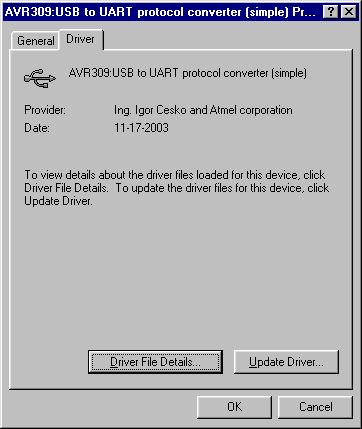 AVR309:USB to UART protocol converter (simple) Pr...
General
Driver
AVR309:USB to UART protocol converter (simple)
Provider: Ing. Igor Cesko and Atmel corporation
Date: 11-17-2003
To view details about the driver files loaded for this device, click
Driver File Details. To update the driver files for this device, click
Update Driver.
Driver File Details...
Update Driver...
OK
Cancel